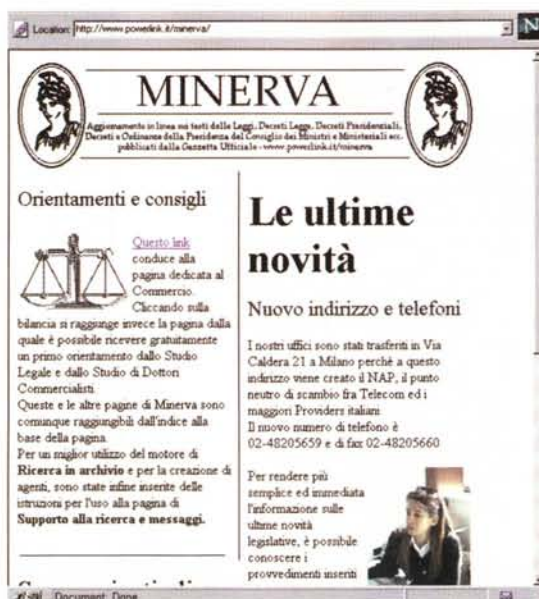 Location: http://www.powerlink.it/minerva/
N
MINERVA
Aggiornamento in linea sui testi delle Leggi, Decreti Legge, Decreti Presidenziali,
Decreti e Ordinanze della Presidenza del Consiglio dei Ministri e Ministeriali ecc.
pubblicati dalla Gazzetta Ufficiale - www.powerlink.it/minerva
Orientamenti e consigli
Questo link
conduce alla
pagina dedicata al
Commercio.
Cliccando sulla
bilancia si raggiunge invece la pagina dalla
quale è possibile ricevere gratuitamente
un primo orientamento dallo Studio
Legale e dallo Studio di Dottori
Commercialisti.
Queste e le altre pagine di Minerva sono
comunque raggiungibili dall'indice alla
base della pagina.
Per un miglior utilizzo del motore di
Ricerca in archivio e per la creazione di
agenti, sono state infine inserite delle
istruzioni per l'uso alla pagina di
Supporto alla ricerca e messaggi.
Le ultime
novità
Nuovo indirizzo e telefoni
I nostri uffici sono stati trasferiti in Via
Caldera 21 a Milano perchè a questo
indirizzo viene creato il NAP, il punto
neutro di scambio fra Telecom ed i
maggiori Providers italiani.
Il nuovo numero di telefono è
02-48205659 e di fax 02-48205660
Per rendere più
semplice ed immediata
l'informazione sulle
ultime novità
legislative, è possibile
conoscere i
provvedimenti inseriti
Document: Done